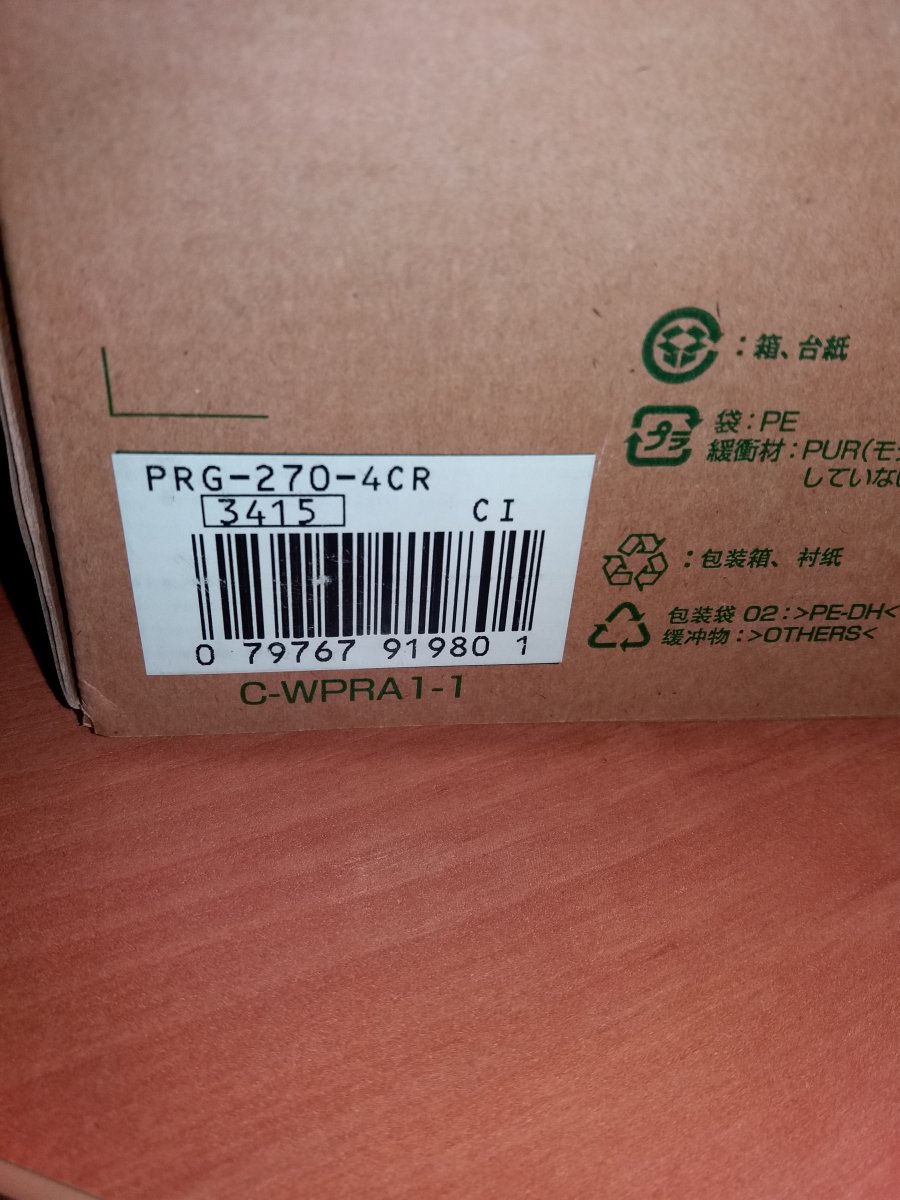 ：箱、台紙
プラ
袋：PE
緩衝材：PUR(モ
していな
PRG-270-4CR
3415
CI
0 79767 91980 1
C-WPRA1-1
：包装箱、衬纸
包装袋 02：>PE-DH<
缓冲物：>OTHERS<